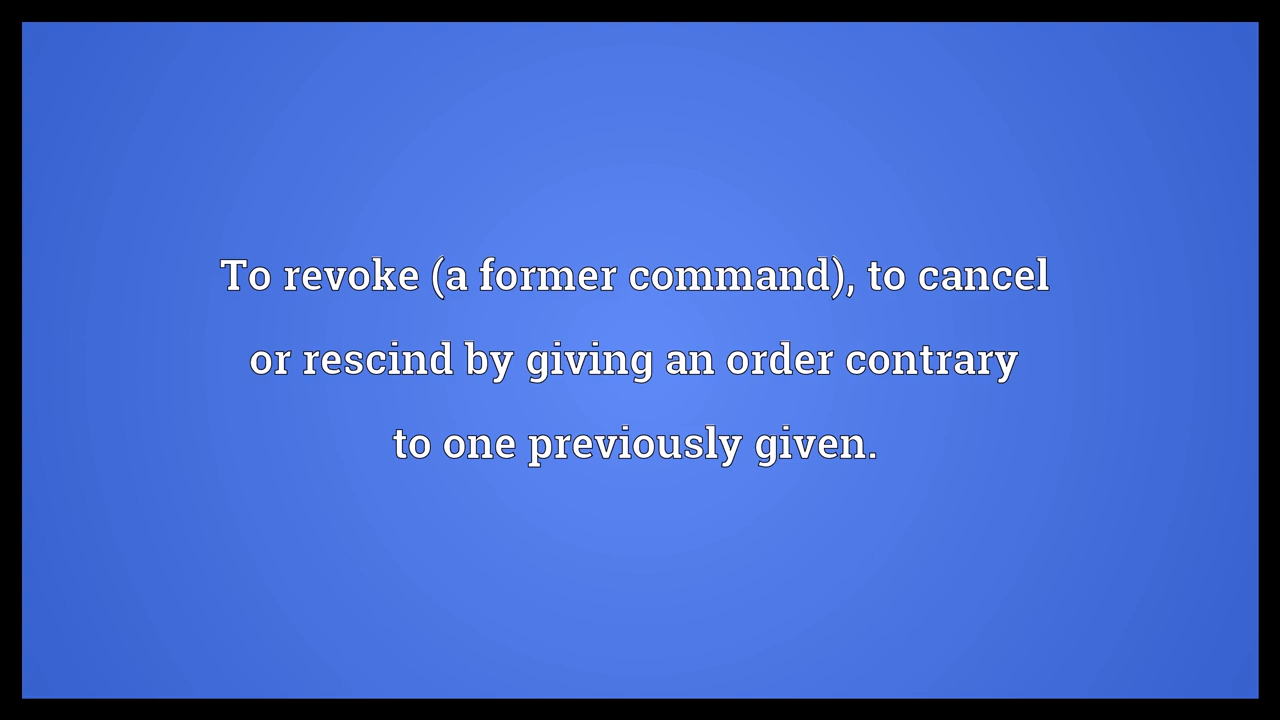 To revoke (a former command), to cancel
or rescind by giving an order contrary
to one previously given.